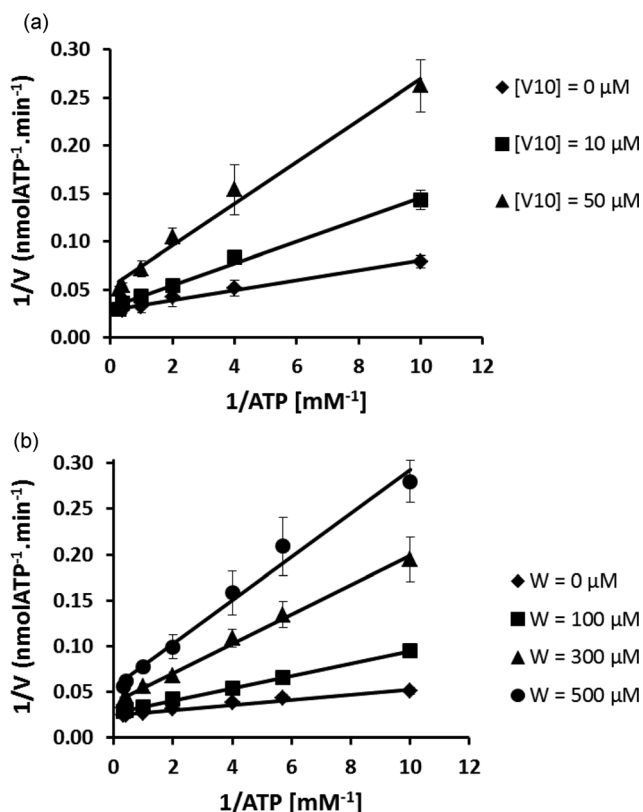 (a)
1/V (nmolATP⁻¹.min⁻¹)
0.30
0.25
0.20
0.15
0.10
0.05
0.00
0 2 4 6 8 10 12
1/ATP [mM⁻¹]
[V10] = 0 µM
[V10] = 10 µM
[V10] = 50 µM
(b)
1/V (nmolATP⁻¹.min⁻¹)
0.30
0.25
0.20
0.15
0.10
0.05
0.00
0 2 4 6 8 10 12
1/ATP [mM⁻¹]
W = 0 µM
W = 100 µM
W = 300 µM
W = 500 µM